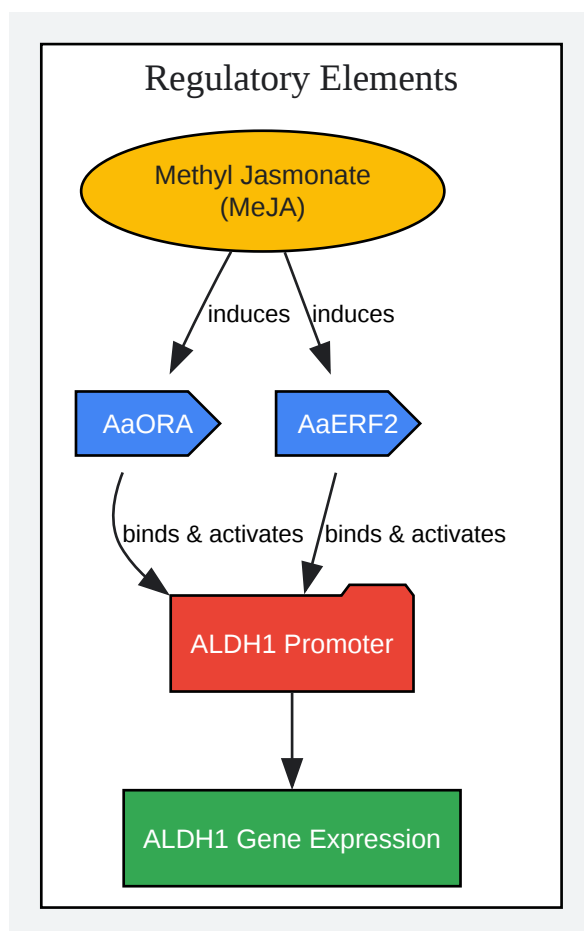 Regulatory Elements
Methyl Jasmonate
(MeJA)
induces
induces
AaORA
AaERF2
binds & activates
binds & activates
ALDH1 Promoter
ALDH1 Gene Expression